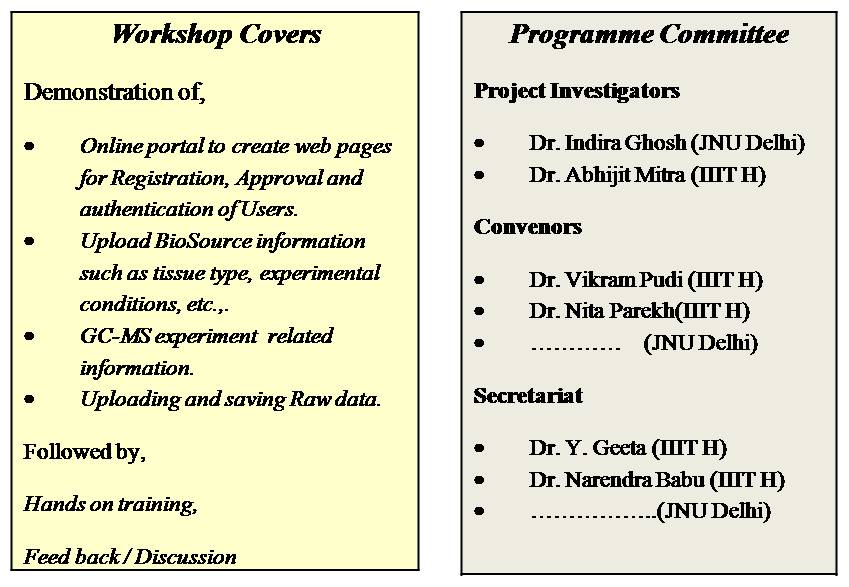 Workshop Covers
Demonstration of,
• Online portal to create web pages
for Registration, Approval and
authentication of Users.
• Upload BioSource information
such as tissue type, experimental
conditions, etc.,.
• GC-MS experiment related
information.
• Uploading and saving Raw data.
Followed by,
Hands on training,
Feed back / Discussion
Programme Committee
Project Investigators
• Dr. Indira Ghosh (JNU Delhi)
• Dr. Abhijit Mitra (IIIT H)
Convenors
• Dr. Vikram Pudi (IIIT H)
• Dr. Nita Parekh(IIIT H)
• ………… (JNU Delhi)
Secretariat
• Dr. Y. Geeta (IIIT H)
• Dr. Narendra Babu (IIIT H)
• ……………..(JNU Delhi)